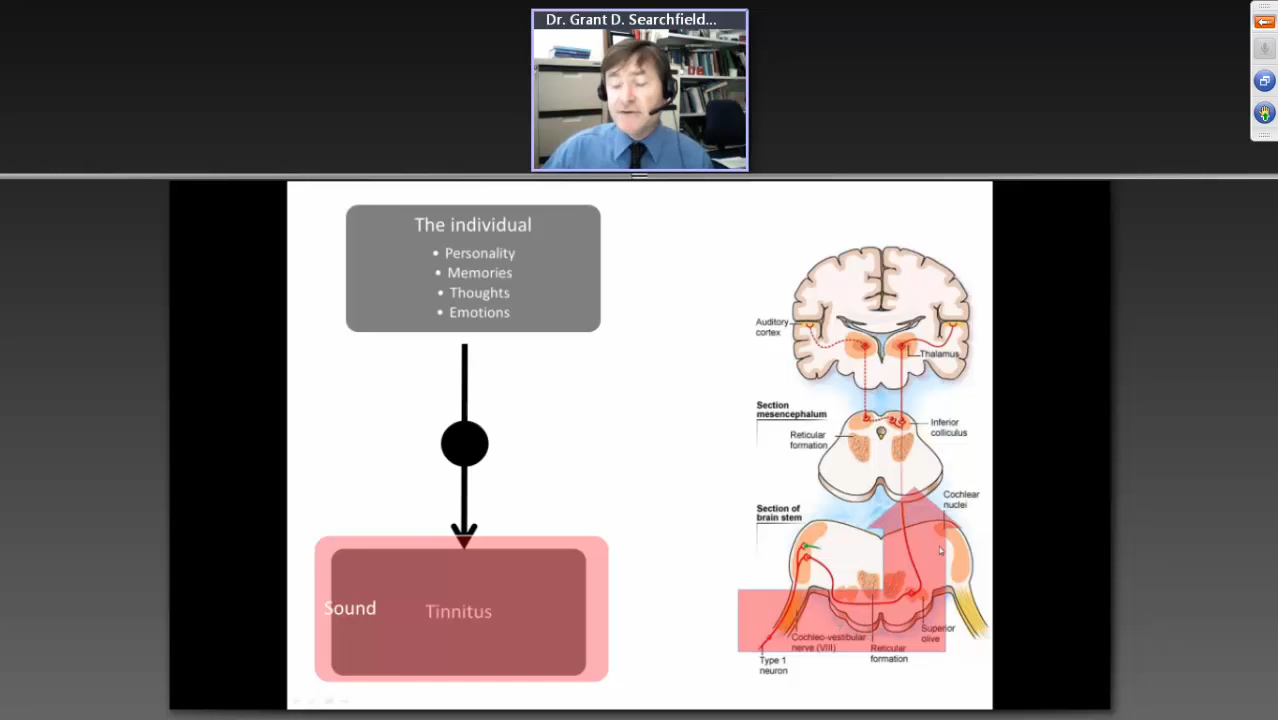 Dr. Grant D. Searchfield...
The individual
• Personality
• Memories
• Thoughts
• Emotions
Sound
Tinnitus
Auditory
cortex
Thalamus
Section
mesencephalum
Reticular
formation
Inferior
colliculus
Cochlear
nuclei
Section of
brain stem
Cochleo-vestibular
nerve (VIII)
Superior
olive
Reticular
formation
Type 1
neuron